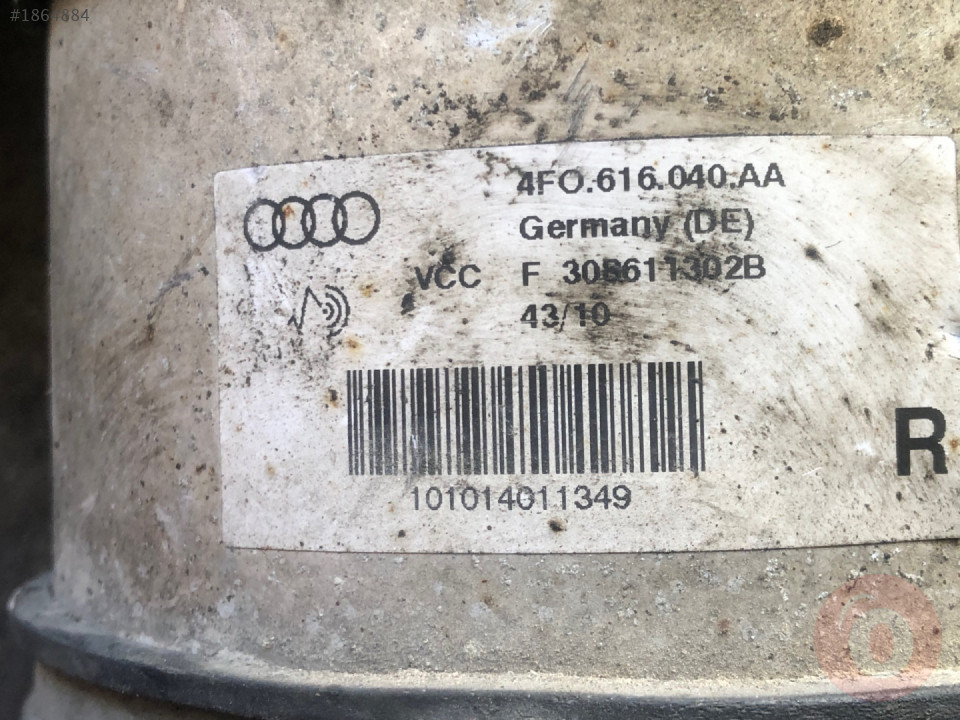 4FO.616.040.AA
Germany (DE)
VCC F 308611302B
43/10
R
101014011349